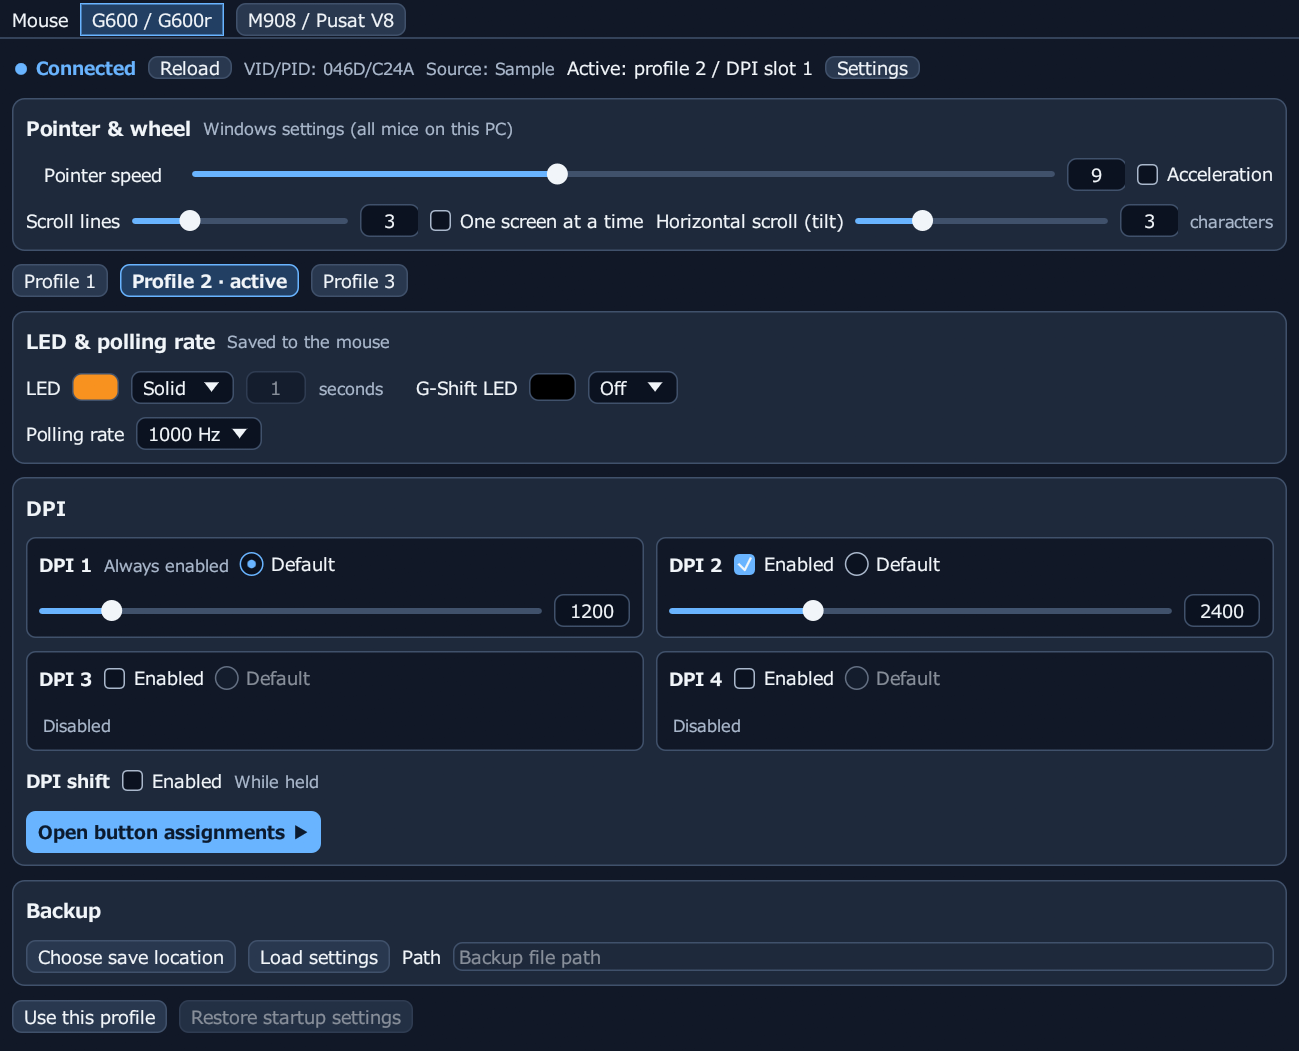 Mouse G600 / G600r M908 / Pusat V8
Connected Reload VID/PID: 046D/C24A Source: Sample Active: profile 2 / DPI slot 1 Settings
Pointer & wheel Windows settings (all mice on this PC)
Pointer speed 9 Acceleration
Scroll lines 3 One screen at a time Horizontal scroll (tilt) 3 characters
Profile 1 Profile 2 · active Profile 3
LED & polling rate Saved to the mouse
LED Solid 1 seconds G-Shift LED Off
Polling rate 1000 Hz
DPI
DPI 1 Always enabled Default
1200
DPI 2 Enabled Default
2400
DPI 3 Enabled Default
Disabled
DPI 4 Enabled Default
Disabled
DPI shift Enabled While held
Open button assignments
Backup
Choose save location Load settings Path Backup file path
Use this profile Restore startup settings